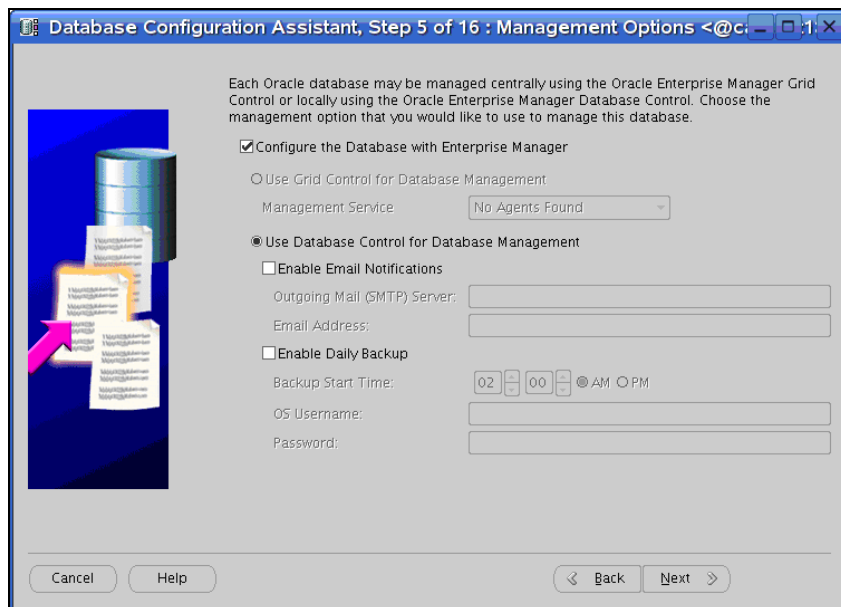 Database Configuration Assistant, Step 5 of 16 : Management Options <@c
Each Oracle database may be managed centrally using the Oracle Enterprise Manager Grid
Control or locally using the Oracle Enterprise Manager Database Control. Choose the
management option that you would like to use to manage this database.
Configure the Database with Enterprise Manager
Use Grid Control for Database Management
Management Service No Agents Found
Use Database Control for Database Management
Enable Email Notifications
Outgoing Mail (SMTP) Server:
Email Address:
Enable Daily Backup
Backup Start Time: 02 00 AM PM
OS Username:
Password:
Cancel Help Back Next